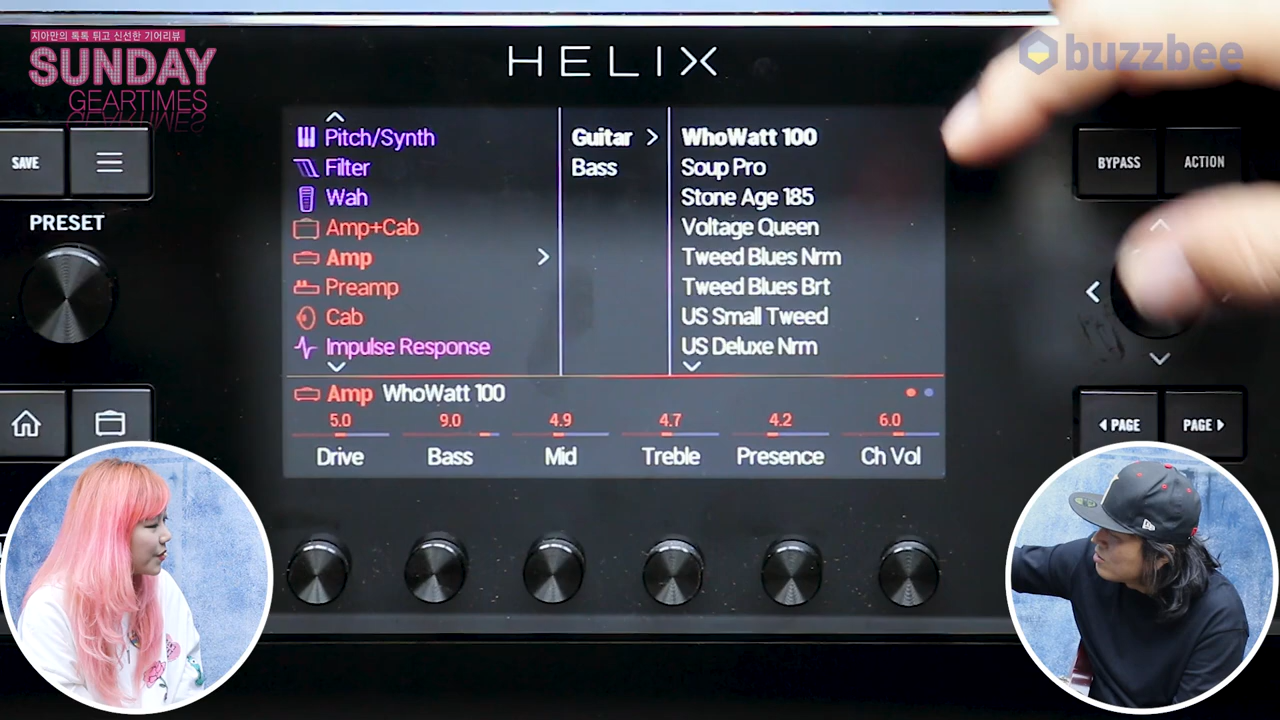 지아만의 톡톡 튀고 신선한 기어리뷰
SUNDAY
GEARTIMES
buzzbee
HELIX
SAVE
PRESET
BYPASS
ACTION
Pitch/Synth
Filter
Wah
Amp+Cab
Amp
Preamp
Cab
Impulse Response
Guitar
Bass
WhoWatt 100
Soup Pro
Stone Age 185
Voltage Queen
Tweed Blues Nrm
Tweed Blues Brt
US Small Tweed
US Deluxe Nrm
Amp WhoWatt 100
5.0 9.0 4.9 4.7 4.2 6.0
Drive Bass Mid Treble Presence Ch Vol
PAGE
PAGE